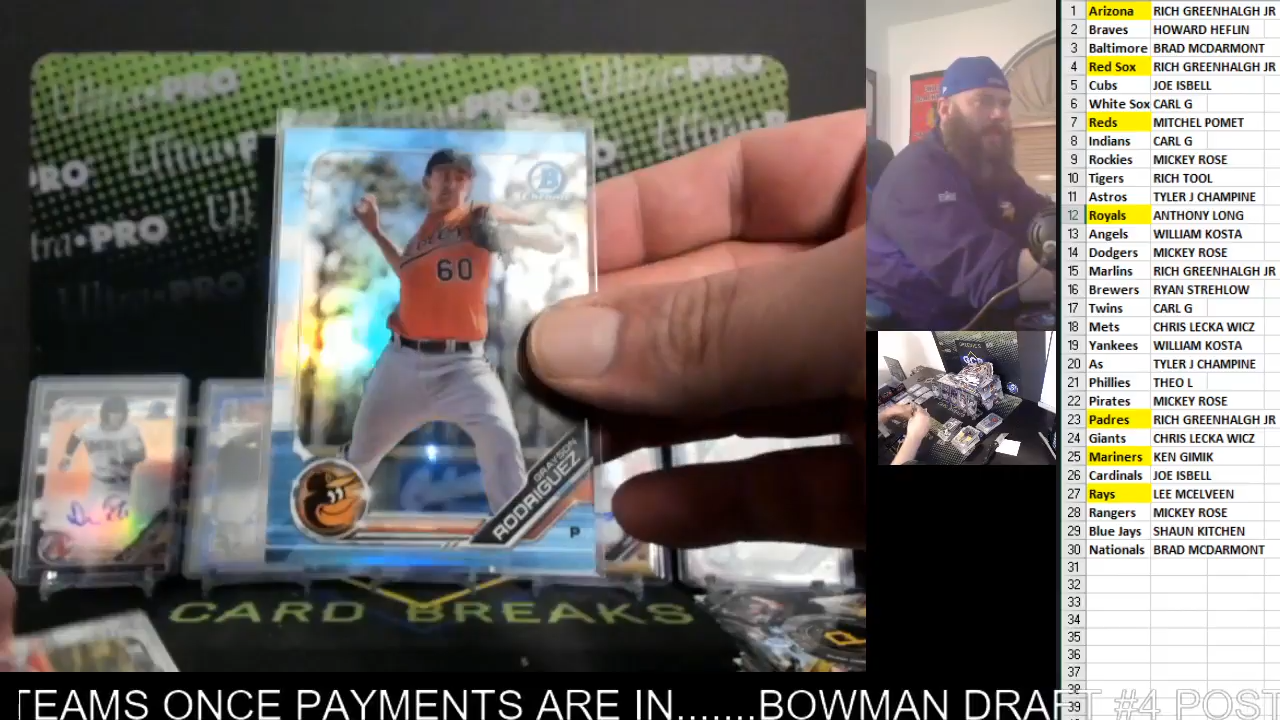 Ultra•PRO
Ultra•PRO
ra•PRO
tra•PRO
Chrome
60
GRAYSON
RODRIGUEZ
P
CARD BREAKS
1 Arizona RICH GREENHALGH JR
2 Braves HOWARD HEFLIN
3 Baltimore BRAD MCDARMONT
4 Red Sox RICH GREENHALGH JR
5 Cubs JOE ISBELL
6 White Sox CARL G
7 Reds MITCHEL POMET
8 Indians CARL G
9 Rockies MICKEY ROSE
10 Tigers RICH TOOL
11 Astros TYLER J CHAMPINE
12 Royals ANTHONY LONG
13 Angels WILLIAM KOSTA
14 Dodgers MICKEY ROSE
15 Marlins RICH GREENHALGH JR
16 Brewers RYAN STREHLOW
17 Twins CARL G
18 Mets CHRIS LECKA WICZ
19 Yankees WILLIAM KOSTA
20 As TYLER J CHAMPINE
21 Phillies THEO L
22 Pirates MICKEY ROSE
23 Padres RICH GREENHALGH JR
24 Giants CHRIS LECKA WICZ
25 Mariners KEN GIMIK
26 Cardinals JOE ISBELL
27 Rays LEE MCELVEEN
28 Rangers MICKEY ROSE
29 Blue Jays SHAUN KITCHEN
30 Nationals BRAD MCDARMONT
31
32
33
34
35
36
37
38
39
TEAMS ONCE PAYMENTS ARE IN.......BOWMAN DRAFT #4 POST